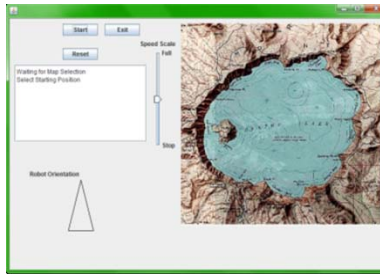 Start Exit
Speed Scale
Reset
Full
Waiting for Map Selection
Select Starting Position
Stop
Robot Orientation